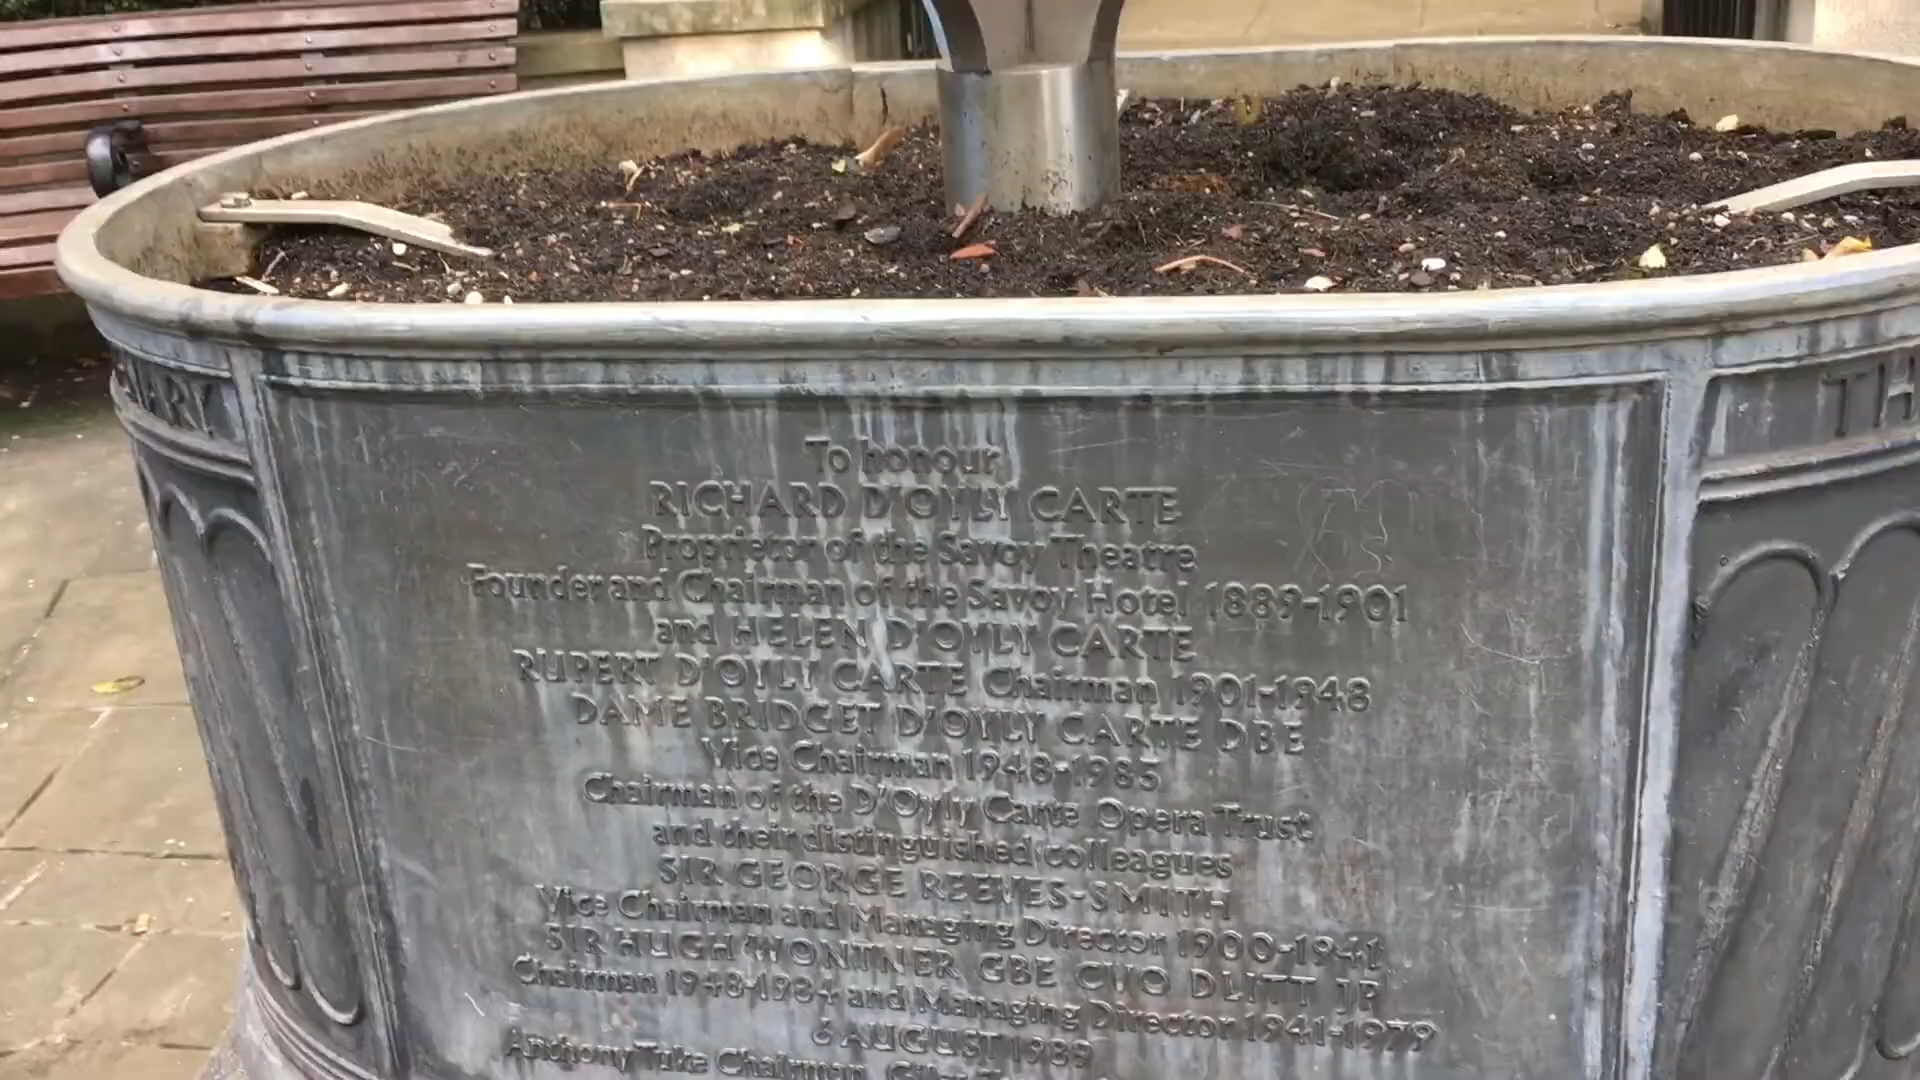 To honour
RICHARD D'OYLY CARTE
Proprietor of the Savoy Theatre
Founder and Chairman of the Savoy Hotel 1889-1901
and HELEN D'OYLY CARTE
RUPERT D'OYLY CARTE Chairman 1901-1948
DAME BRIDGET D'OYLY CARTE DBE
Vice Chairman 1948-1985
Chairman of the D'Oyly Carte Opera Trust
and their distinguished colleagues
SIR GEORGE REEVES-SMITH
Vice Chairman and Managing Director 1900-1941
SIR HUGH WONTNER GBE CVO DLITT JP
Chairman 1948-1984 and Managing Director 1941-1979
6 AUGUST 1989
Anthony Tuke Chairman